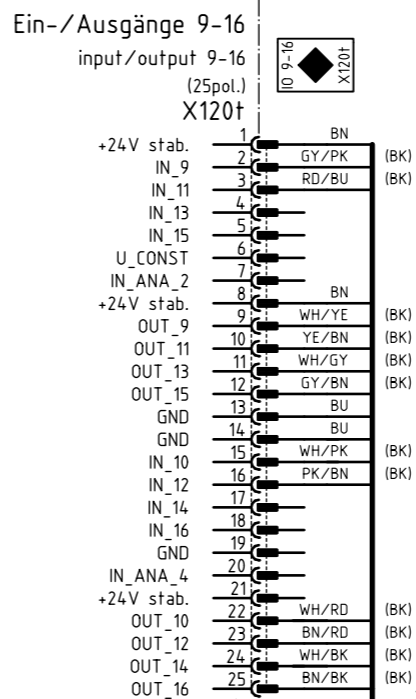 Ein-/Ausgänge 9-16
input/output 9-16
(25pol.)
X120t
IO 9-16
X120t
+24V stab. 1 BN
IN_9 2 GY/PK (BK)
IN_11 3 RD/BU (BK)
IN_13 4
IN_15 5
U_CONST 6
IN_ANA_2 7
+24V stab. 8 BN
OUT_9 9 WH/YE (BK)
OUT_11 10 YE/BN (BK)
OUT_13 11 WH/GY (BK)
OUT_15 12 GY/BN (BK)
GND 13 BU
GND 14 BU
IN_10 15 WH/PK (BK)
IN_12 16 PK/BN (BK)
IN_14 17
IN_16 18
GND 19
IN_ANA_4 20
+24V stab. 21
OUT_10 22 WH/RD (BK)
OUT_12 23 BN/RD (BK)
OUT_14 24 WH/BK (BK)
OUT_16 25 BN/BK (BK)